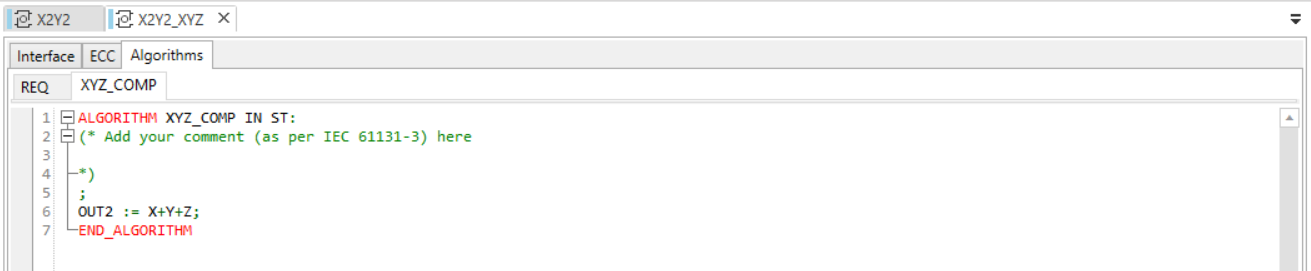 X2Y2 X2Y2_XYZ
Interface ECC Algorithms
REQ XYZ_COMP
1 ALGORITHM XYZ_COMP IN ST:
2 (* Add your comment (as per IEC 61131-3) here
3
4 *)
5 ;
6 OUT2 := X+Y+Z;
7 END_ALGORITHM